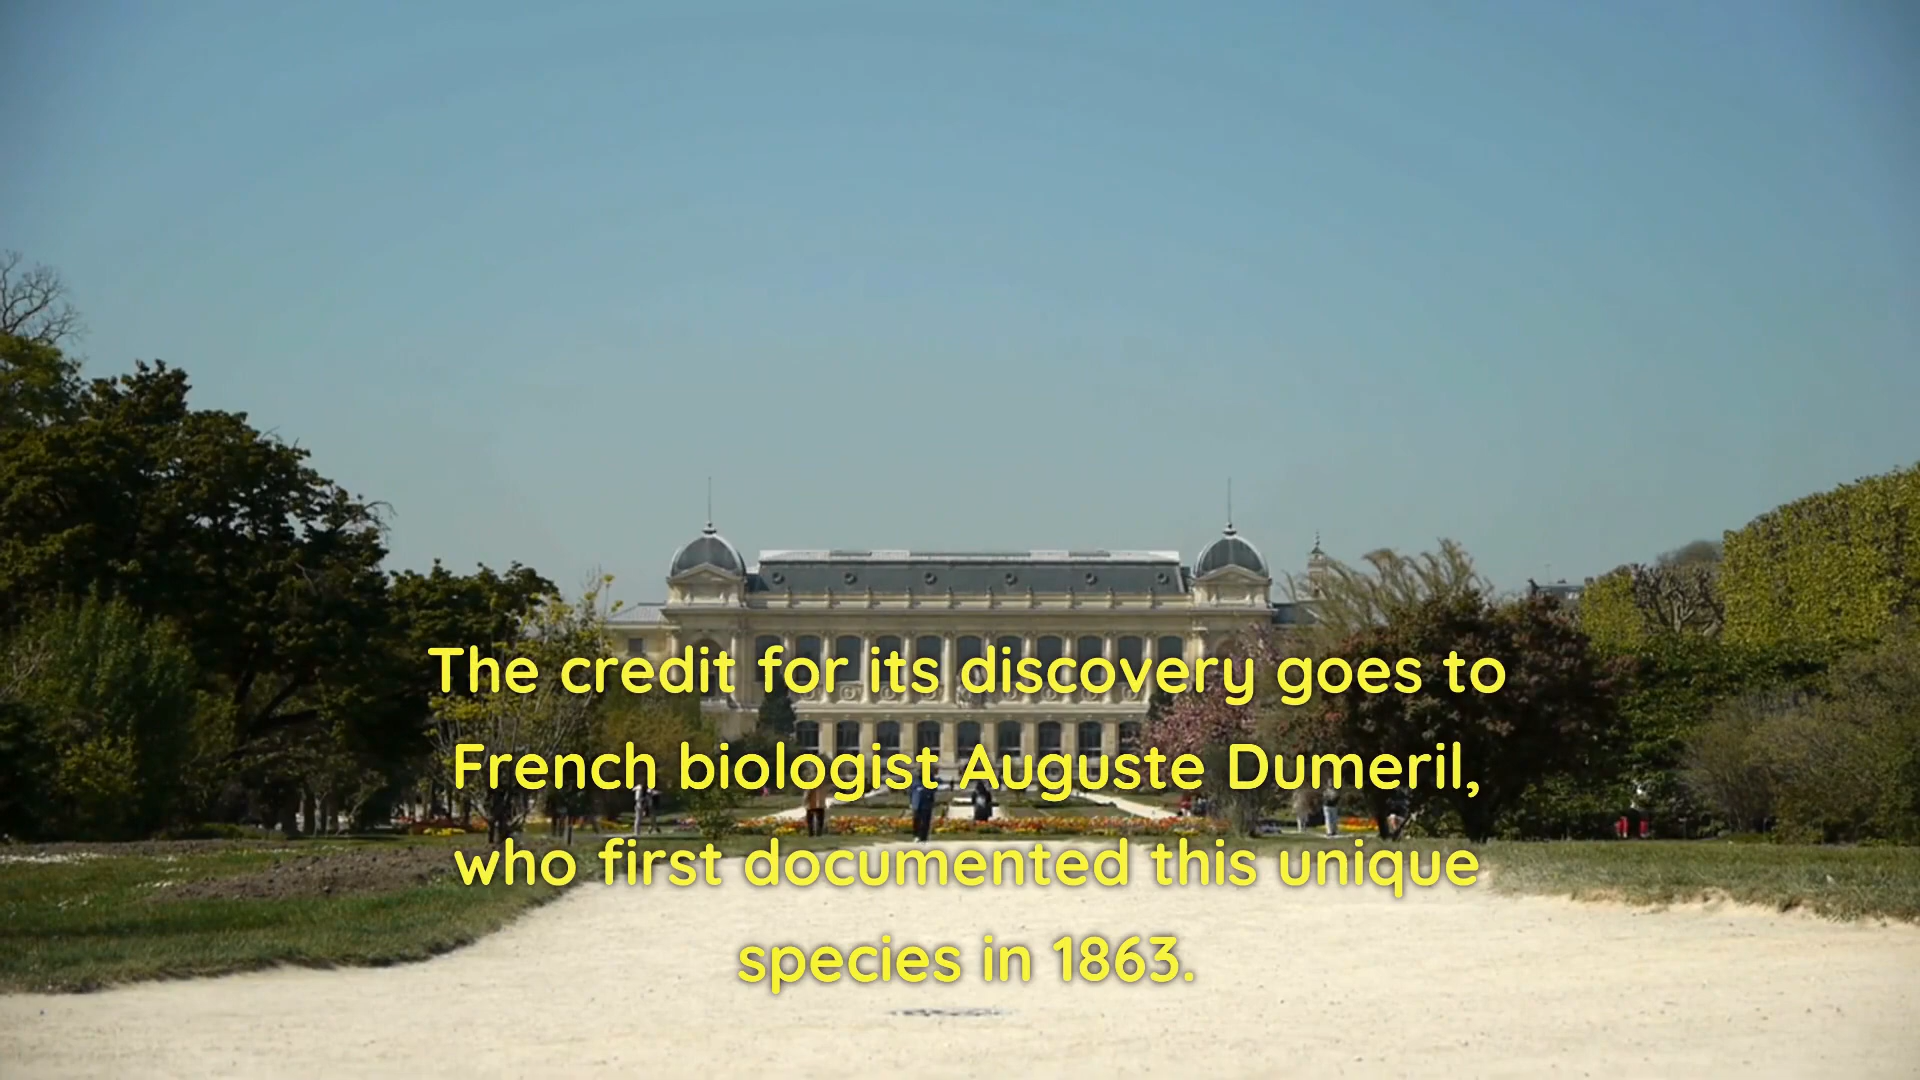 The credit for its discovery goes to
French biologist Auguste Dumeril,
who first documented this unique
species in 1863.